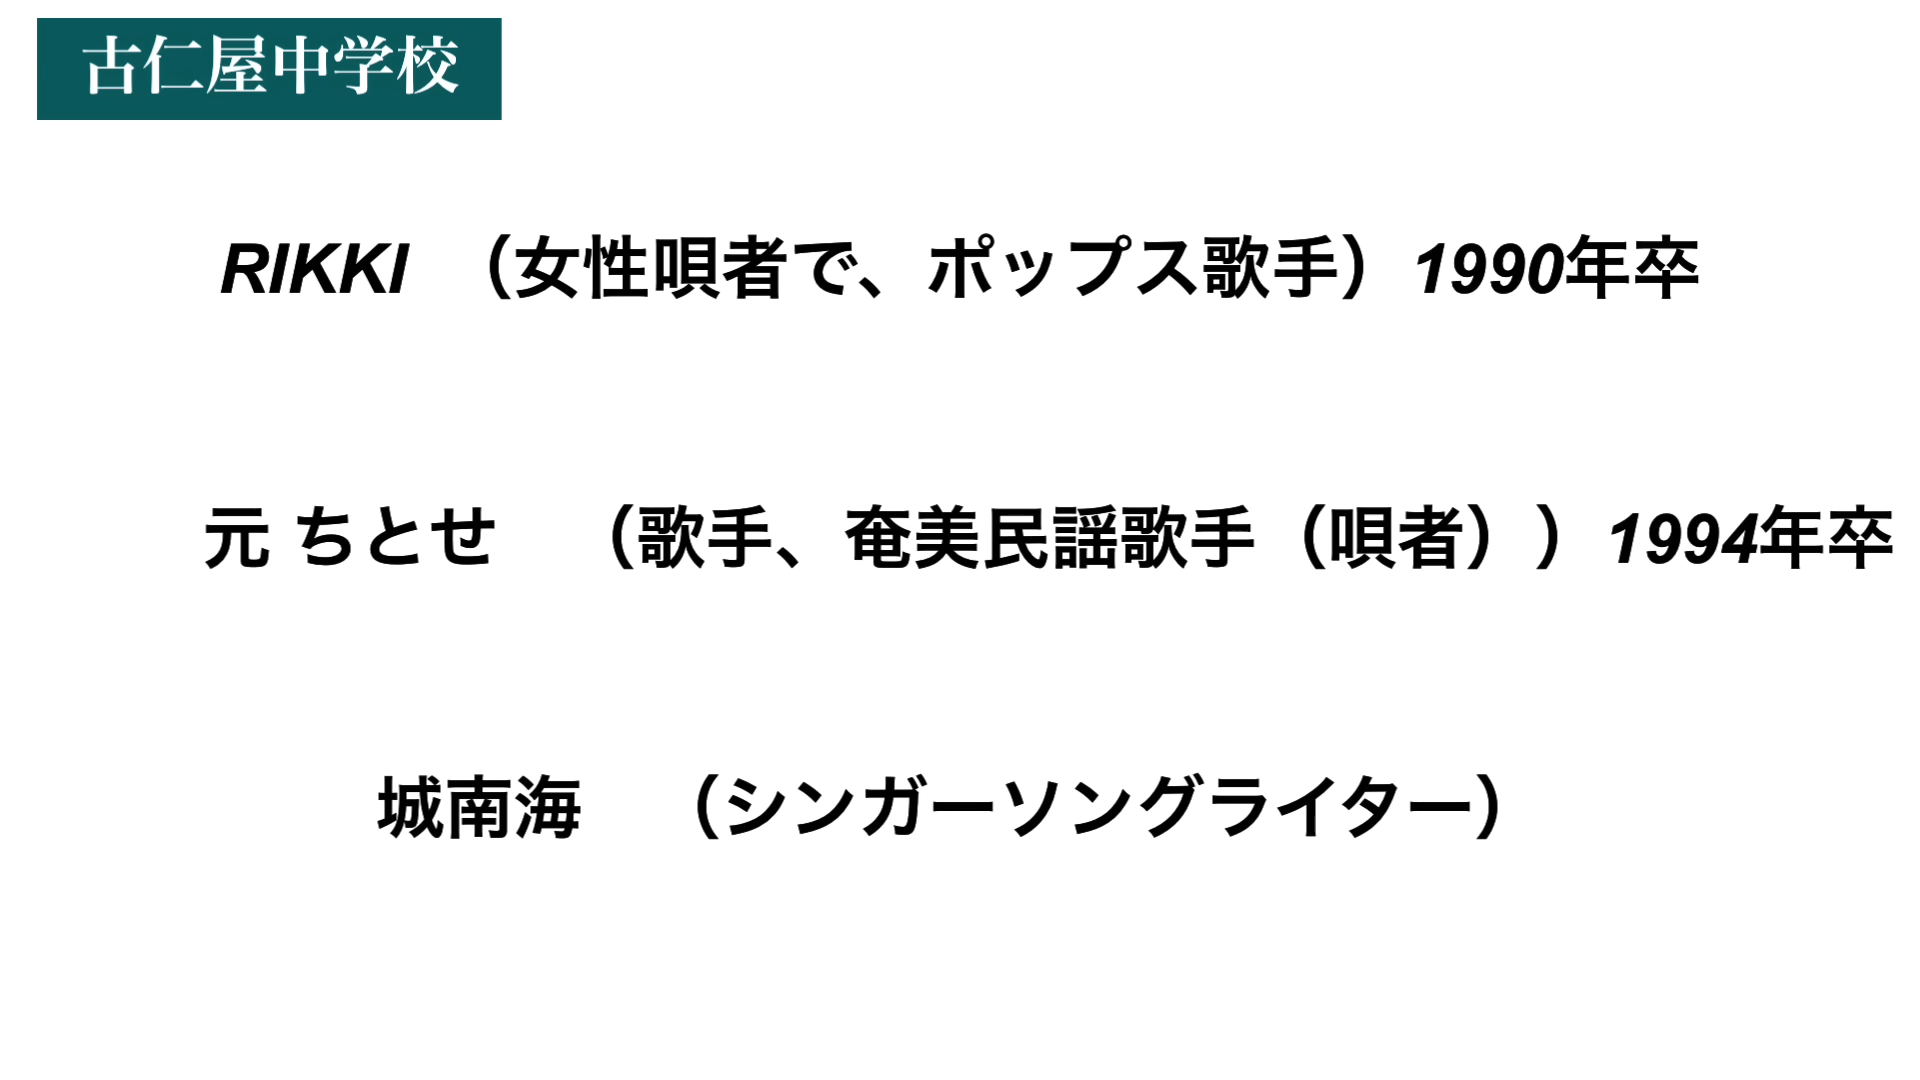 古仁屋中学校
RIKKI　（女性唄者で、ポップス歌手）1990年卒
元 ちとせ　（歌手、奄美民謡歌手（唄者））1994年卒
城南海　（シンガーソングライター）